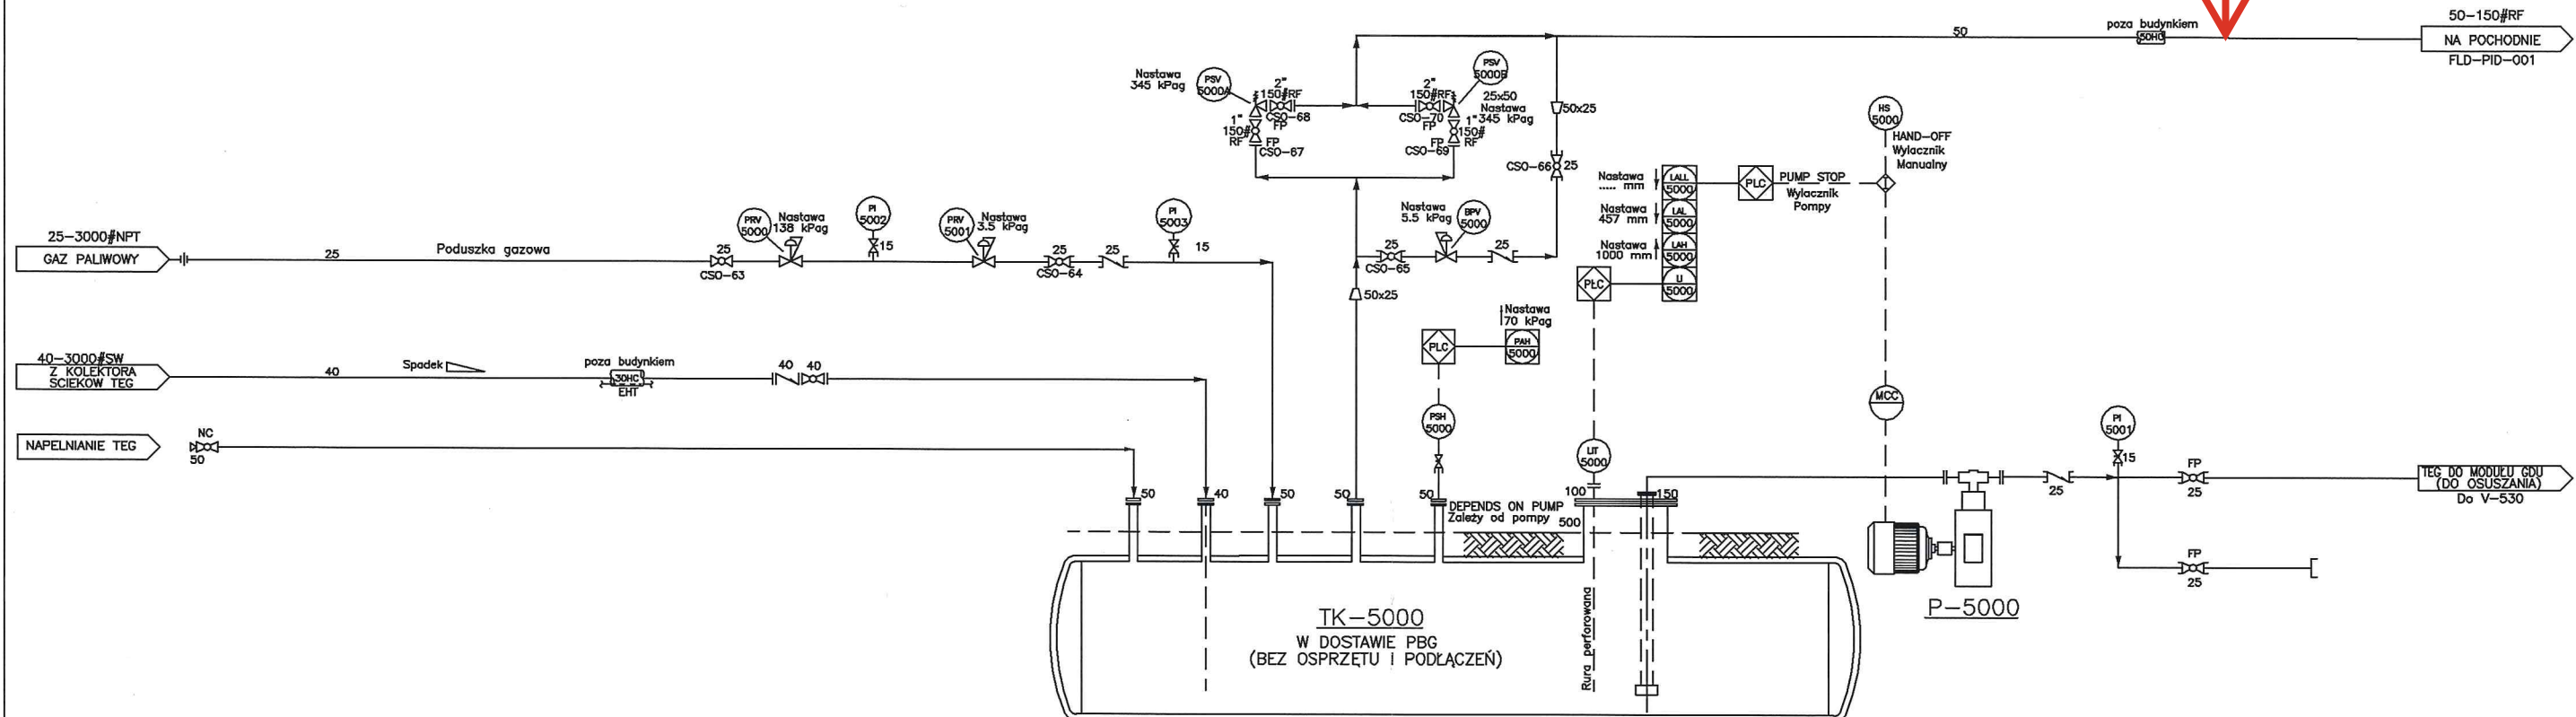 50-150#RF
NA POCHODNIE
FLD-PID-001
poza budynkiem
50HC
50
Nastawa
345 kPag
PSV
5000A
2"
150#RF
CSO-68
FP
1"
150#
RF
FP
CSO-67
PSV
5000B
2"
150#RF
CSO-70
FP
25x50
Nastawa
345 kPag
1"
150#
RF
FP
CSO-69
50x25
CSO-66
25
HS
5000
HAND-OFF
Wylacznik
Manualny
Nastawa
..... mm
LALL
5000
PLC
PUMP STOP
Wylacznik
Pompy
Nastawa
457 mm
LAL
5000
Nastawa
1000 mm
LAH
5000
LI
5000
PLC
25-3000#NPT
GAZ PALIWOWY
25
Poduszka gazowa
25
CSO-63
PRV
5000
Nastawa
138 kPag
PI
5002
15
PRV
5001
Nastawa
3.5 kPag
25
CSO-64
25
PI
5003
15
25
CSO-65
Nastawa
5.5 kPag
BPV
5000
25
50x25
Nastawa
70 kPag
PLC
PAH
5000
40-3000#SW
Z KOLEKTORA
SCIEKOW TEG
40
Spadek
poza budynkiem
30HC
EHT
40
40
MCC
PSH
5000
NAPELNIANIE TEG
NC
50
LIT
5000
PI
5001
15
FP
25
25
TEG DO MODUŁU GDU
(DO OSUSZANIA)
Do V-530
50
40
50
50
50
DEPENDS ON PUMP
Zależy od pompy
100
150
500
FP
25
P-5000
Rura perforowana
TK-5000
W DOSTAWIE PBG
(BEZ OSPRZĘTU I PODŁĄCZEŃ)